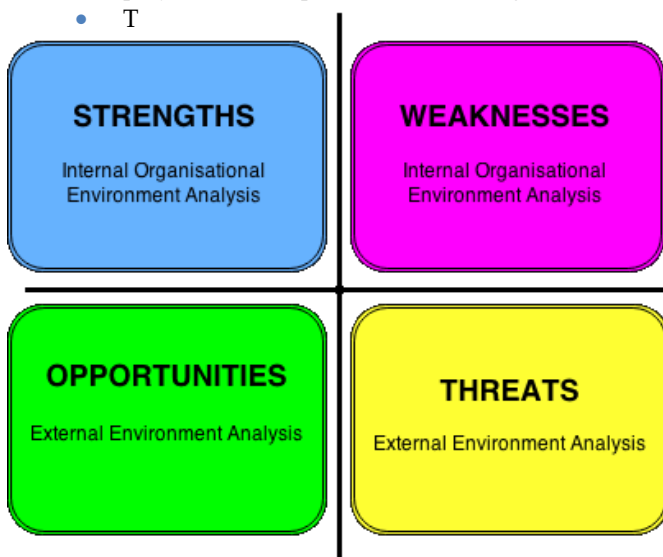 • T
STRENGTHS
Internal Organisational
Environment Analysis
WEAKNESSES
Internal Organisational
Environment Analysis
OPPORTUNITIES
External Environment Analysis
THREATS
External Environment Analysis